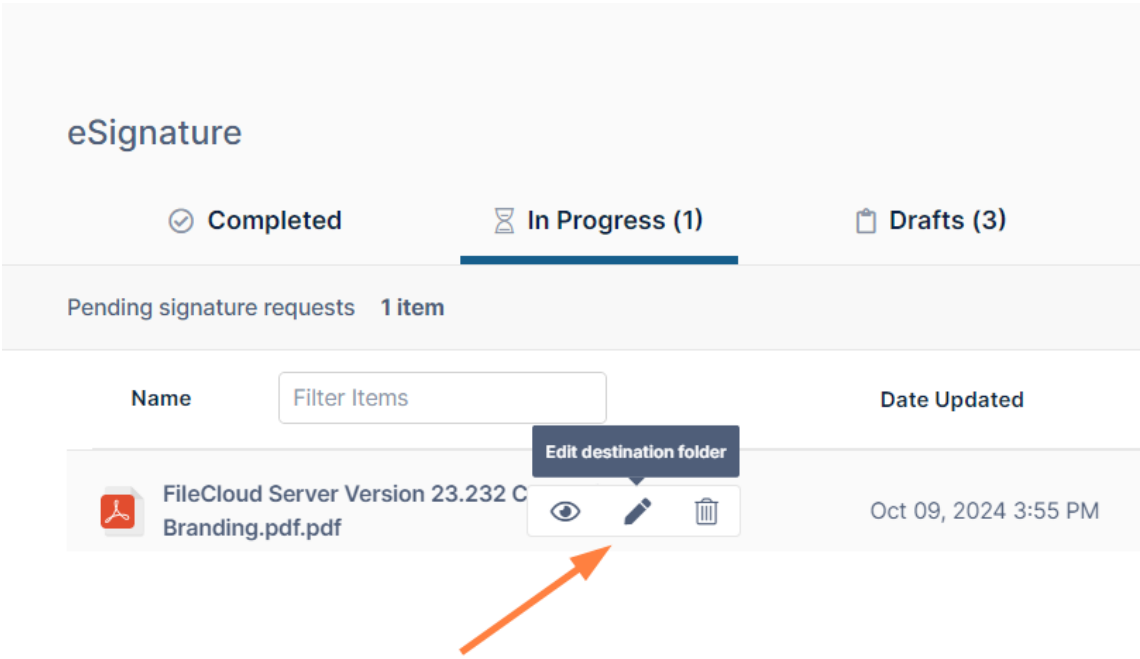 eSignature
Completed
In Progress (1)
Drafts (3)
Pending signature requests 1 item
Name
Filter Items
Date Updated
Edit destination folder
FileCloud Server Version 23.232 C
Branding.pdf.pdf
Oct 09, 2024 3:55 PM